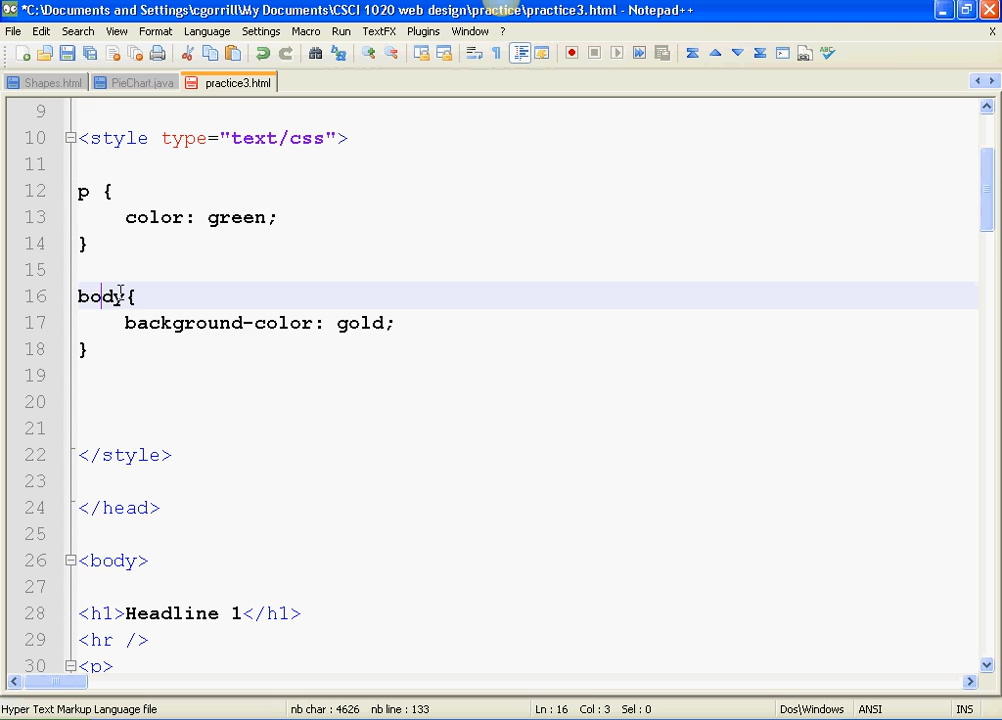 *C:\Documents and Settings\cgorrill\My Documents\CSCI 1020 web design\practice\practice3.html - Notepad++
File Edit Search View Format Language Settings Macro Run TextFX Plugins Window ? X
Shapes.html PieChart.java practice3.html
9
10 <style type="text/css">
11
12 p {
13 color: green;
14 }
15
16 body{
17 background-color: gold;
18 }
19
20
21
22 </style>
23
24 </head>
25
26 <body>
27
28 <h1>Headline 1</h1>
29 <hr />
30 <p>
Hyper Text Markup Language file nb char : 4626 nb line : 133 Ln : 16 Col : 3 Sel : 0 Dos\Windows ANSI INS